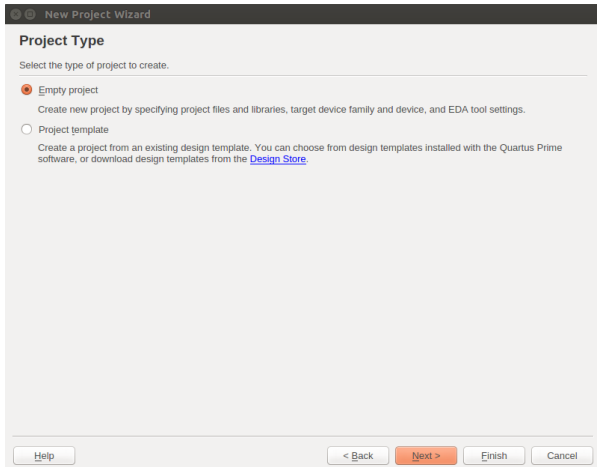 New Project Wizard
Project Type
Select the type of project to create.
Empty project
Create new project by specifying project files and libraries, target device family and device, and EDA tool settings.
Project template
Create a project from an existing design template. You can choose from design templates installed with the Quartus Prime
software, or download design templates from the Design Store.
Help
< Back
Next >
Finish
Cancel